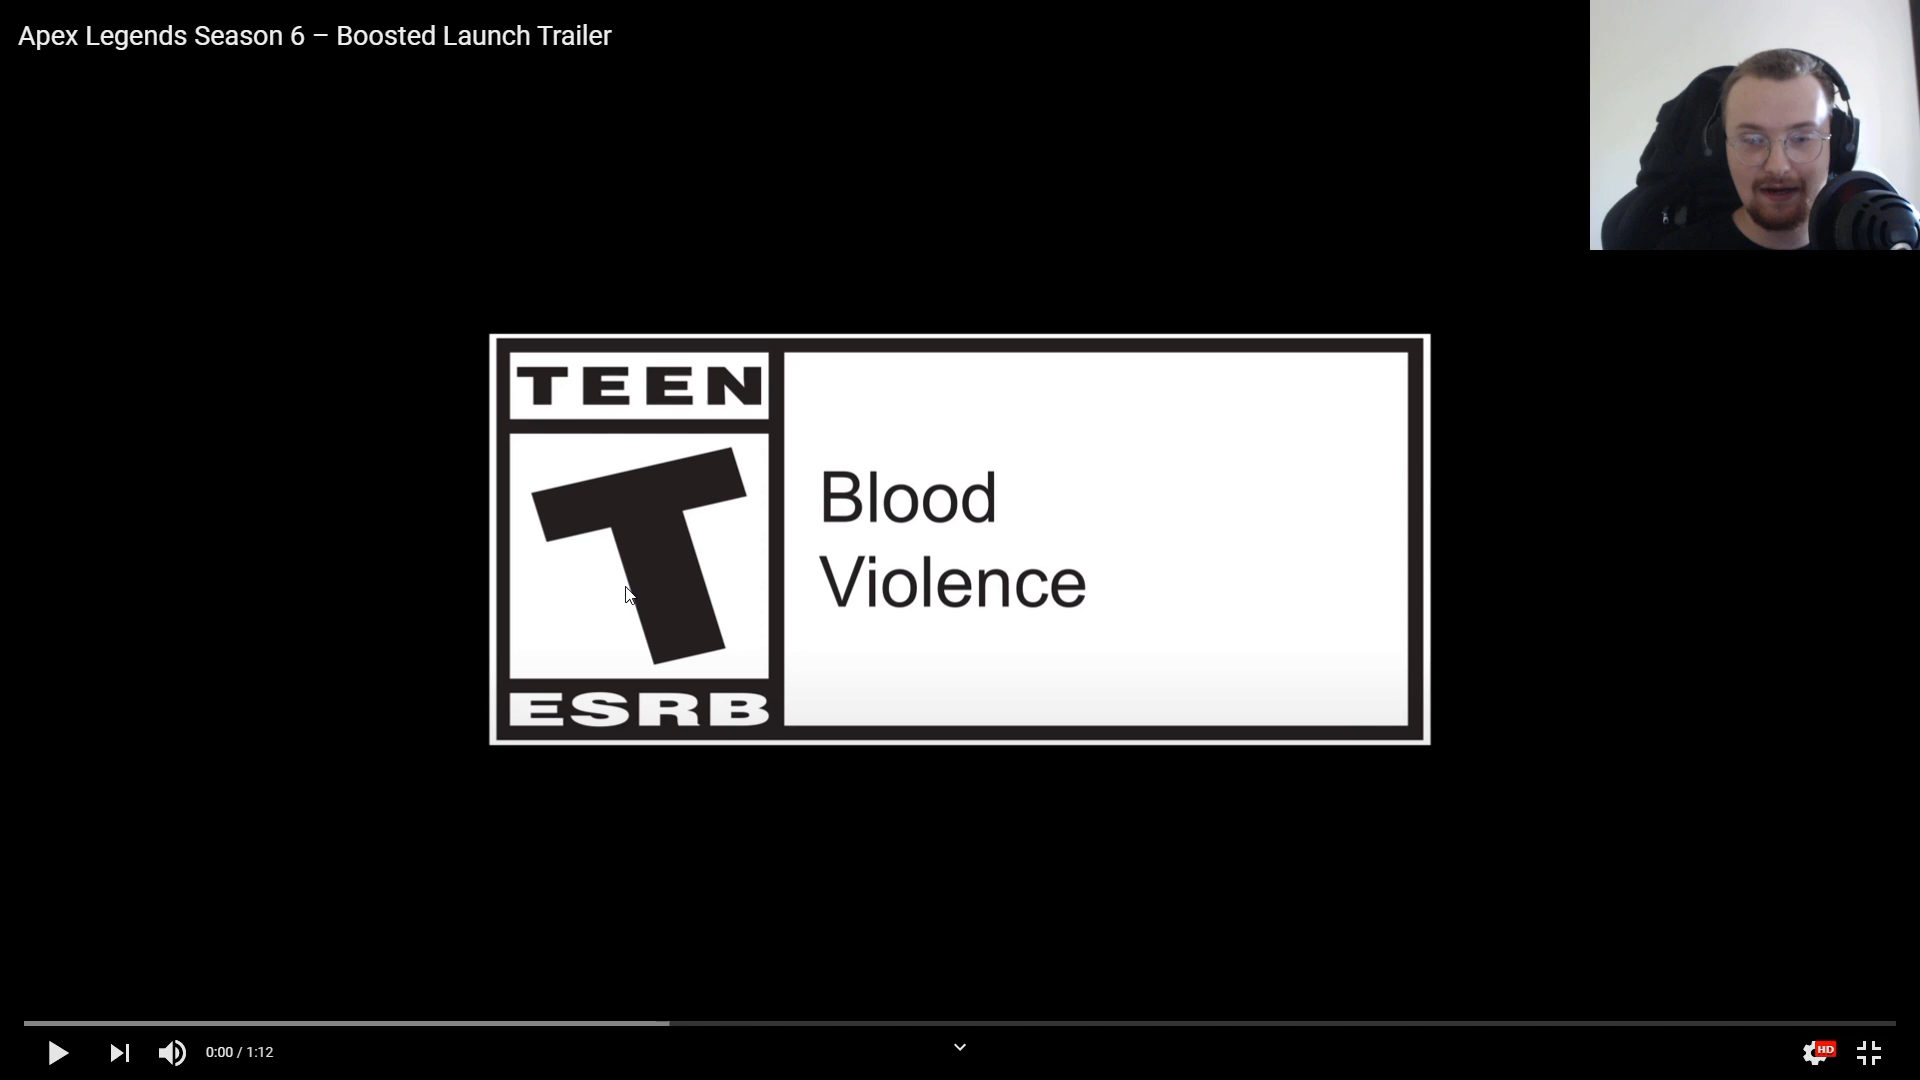 Apex Legends Season 6 – Boosted Launch Trailer
TEEN
T
ESRB
Blood
Violence
0:00 / 1:12
HD